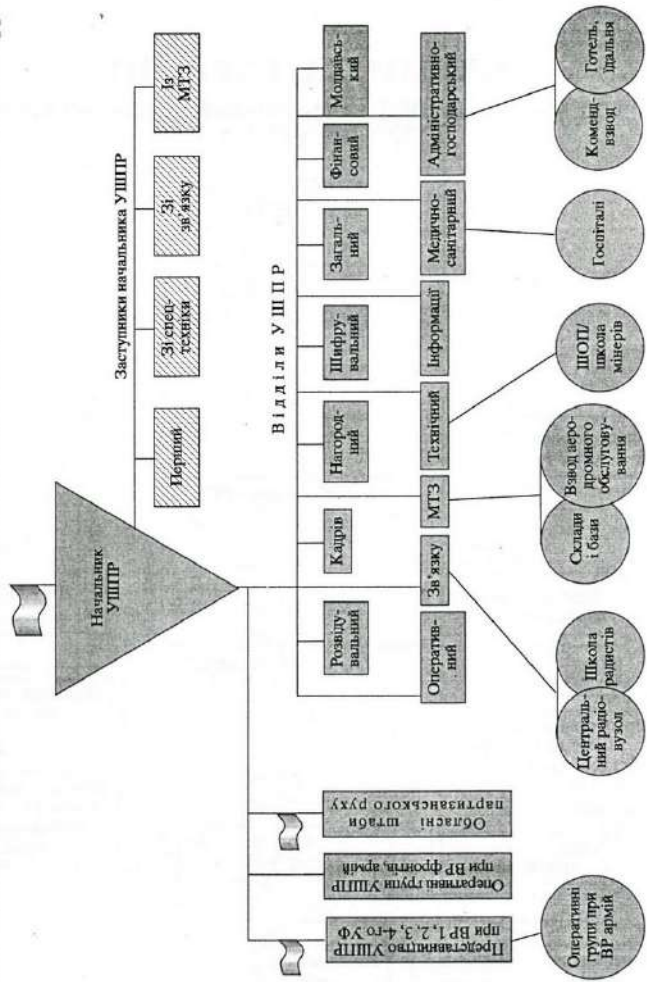 Начальник
УШПР
Заступники начальника УШПР
Перший
Зі спец-
техніки
Зі
зв'язку
Із
МТЗ
Відділи УШПР
Розвіду-
вальний
Кадрів
Нагород-
ний
Шифру-
вальний
Загаль-
ний
Фінан-
совий
Молдавсь-
кий
Оператив-
ний
Зв'язку
МТЗ
Технічний
Інформації
Медично-
санітарний
Адміністративно-
господарський
Представництво УШПР
при ВР 1, 2, 3, 4-го УФ
Оперативні групи УШПР
при ВР фронтів, армій
Обласні штаби
партизанського руху
Оперативні
групи при
ВР армій
Централь-
ний радіо-
вузол
Школа
радистів
Склади
і бази
Взвод аеро-
дромного
обслугову-
вання
ШОП/
школа
мінерів
Госпіталі
Коменд-
взвод
Готель,
їдальня